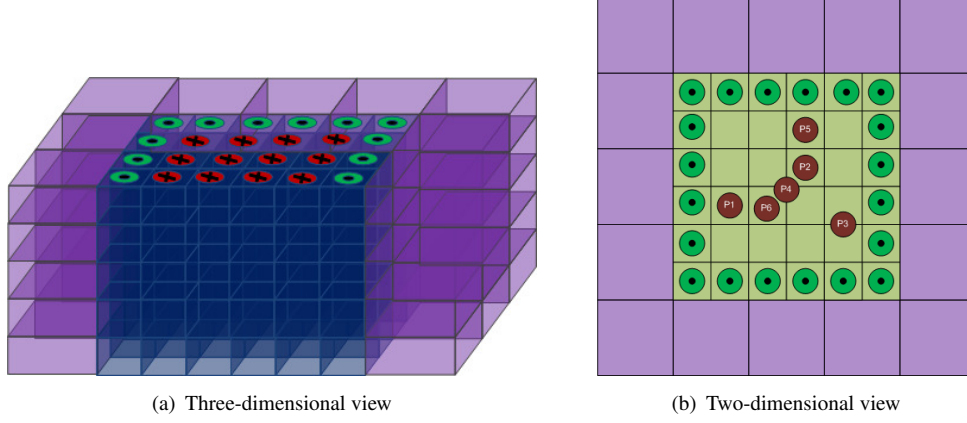 P5
P2
P4
P1
P6
P3
(a) Three-dimensional view
(b) Two-dimensional view